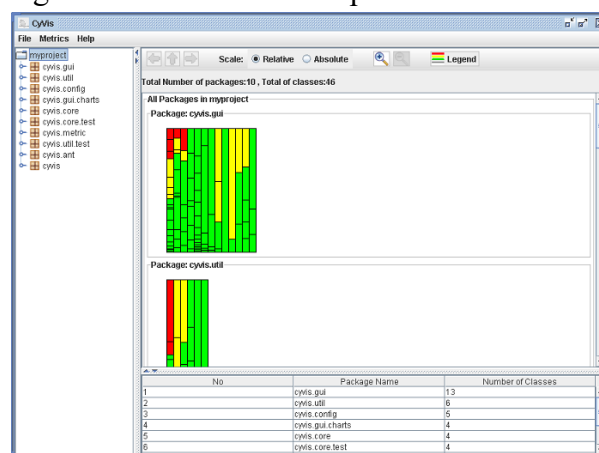 CyVis
File Metrics Help
myproject
cyvis.gui
cyvis.util
cyvis.config
cyvis.gui.charts
cyvis.core
cyvis.core.test
cyvis.metric
cyvis.util.test
cyvis.ant
cyvis
Scale: Relative Absolute Legend
Total Number of packages:10 , Total of classes:46
All Packages in myproject
Package: cyvis.gui
Package: cyvis.util
No Package Name Number of Classes
1 cyvis.gui 13
2 cyvis.util 6
3 cyvis.config 5
4 cyvis.gui.charts 4
5 cyvis.core 4
6 cyvis.core.test 4